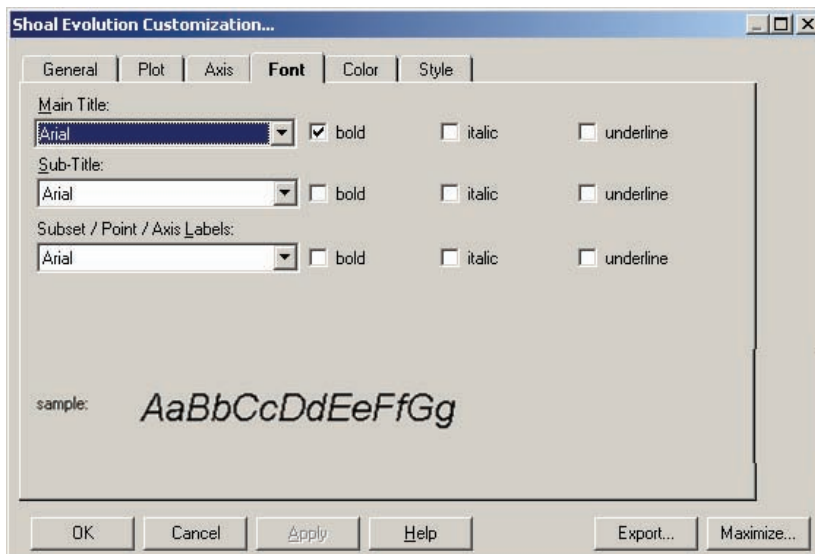 Shoal Evolution Customization...
General Plot Axis Font Color Style
Main Title:
Arial bold italic underline
Sub-Title:
Arial bold italic underline
Subset / Point / Axis Labels:
Arial bold italic underline
sample: AaBbCcDdEeFfGg
OK Cancel Apply Help Export... Maximize...